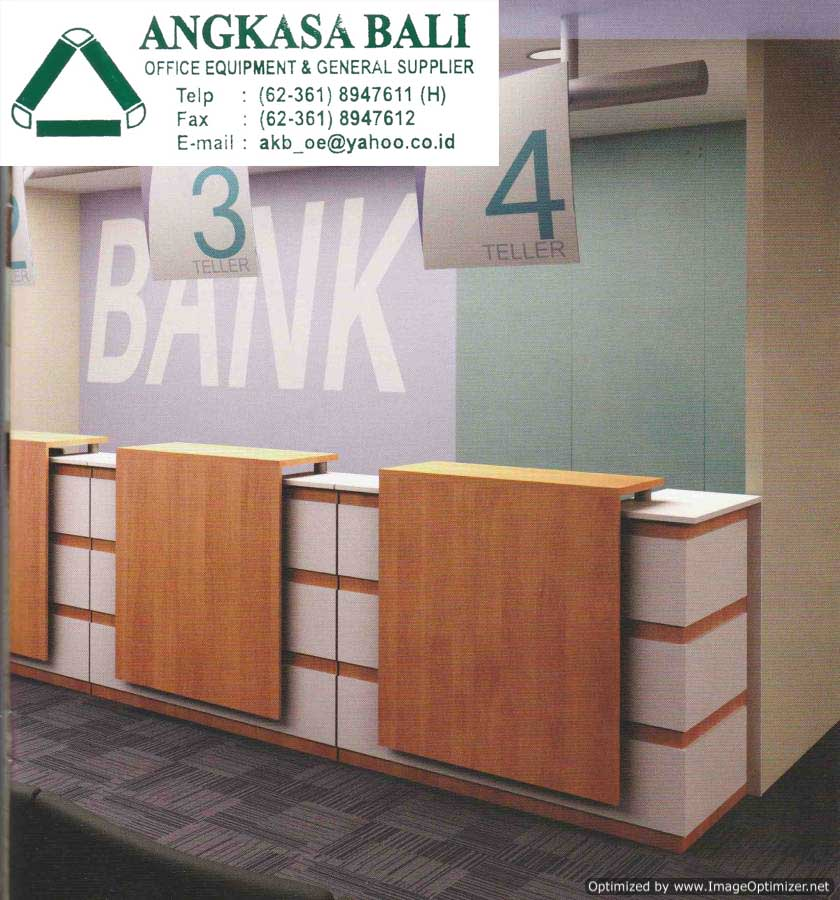 ANGKASA BALI
OFFICE EQUIPMENT & GENERAL SUPPLIER
Telp : (62-361) 8947611 (H)
Fax : (62-361) 8947612
E-mail : akb_oe@yahoo.co.id
2
3
TELLER
4
TELLER
BANK
Optimized by www.ImageOptimizer.net